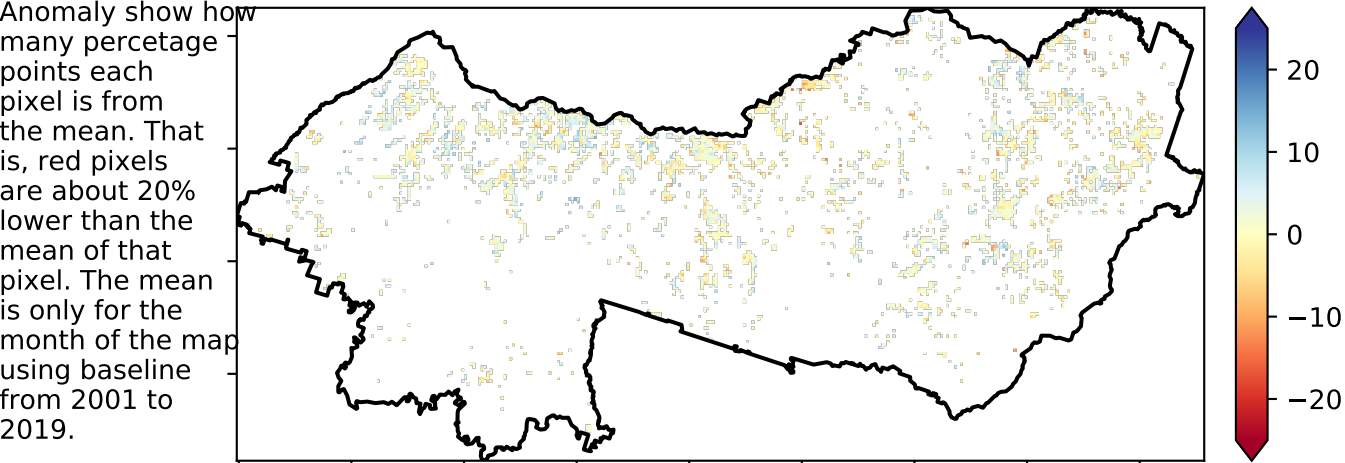 Anomaly show how
many percetage
points each
pixel is from
the mean. That
is, red pixels
are about 20%
lower than the
mean of that
pixel. The mean
is only for the
month of the map
using baseline
from 2001 to
2019.
20
10
0
−10
−20